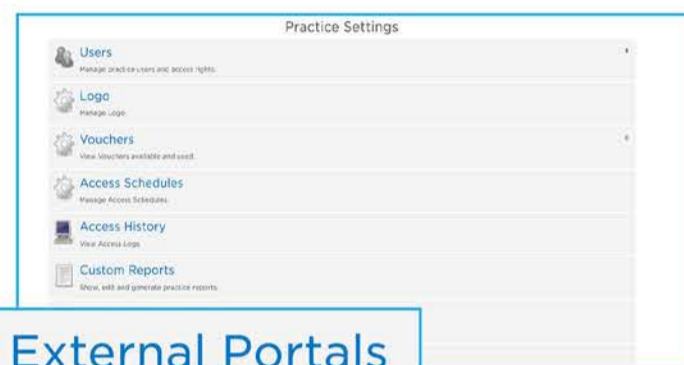 Practice Settings
Users
Manage practice users and access rights.
Logo
Manage Logo.
Vouchers
View Vouchers available and used.
Access Schedules
Manage Access Schedules.
Access History
View Access Logs
Custom Reports
Show, edit and generate practice reports.
External Portals